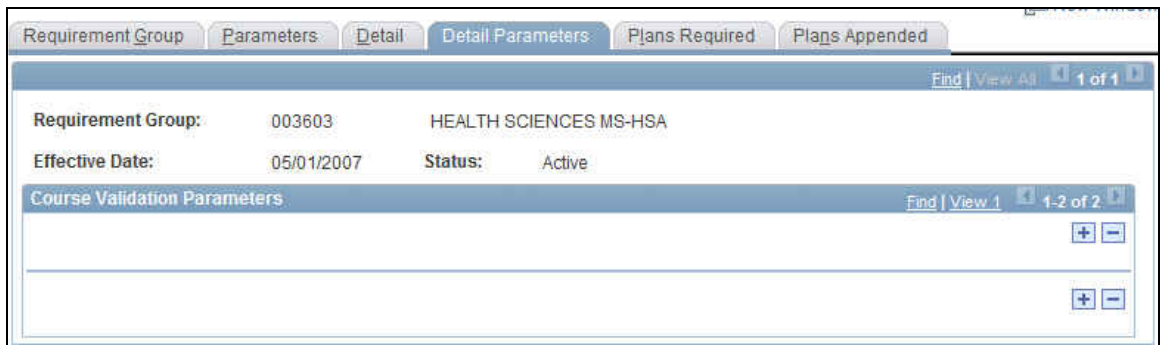 Requirement Group Parameters Detail Detail Parameters Plans Required Plans Appended
Find | View All 1 of 1
Requirement Group: 003603 HEALTH SCIENCES MS-HSA
Effective Date: 05/01/2007 Status: Active
Course Validation Parameters Find | View 1 1-2 of 2